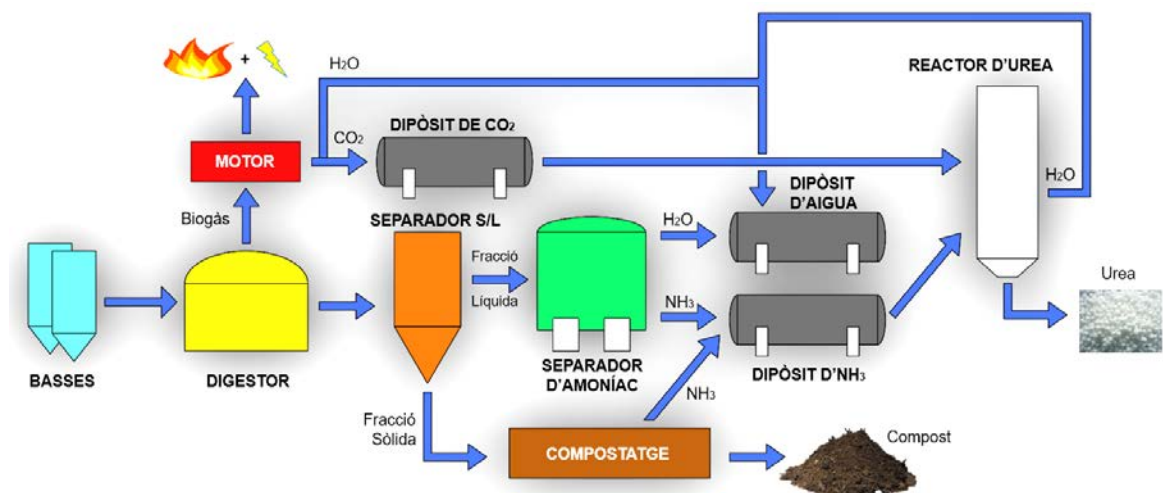 +
H₂O
REACTOR D'UREA
DIPÒSIT DE CO₂
CO₂
MOTOR
DIPÒSIT
D'AIGUA
H₂O
Biogàs
SEPARADOR S/L
H₂O
Fracció
Líquida
Urea
NH₃
BASSES
DIGESTOR
SEPARADOR
D'AMONÍAC
DIPÒSIT D'NH₃
NH₃
Fracció
Sòlida
COMPOSTATGE
Compost